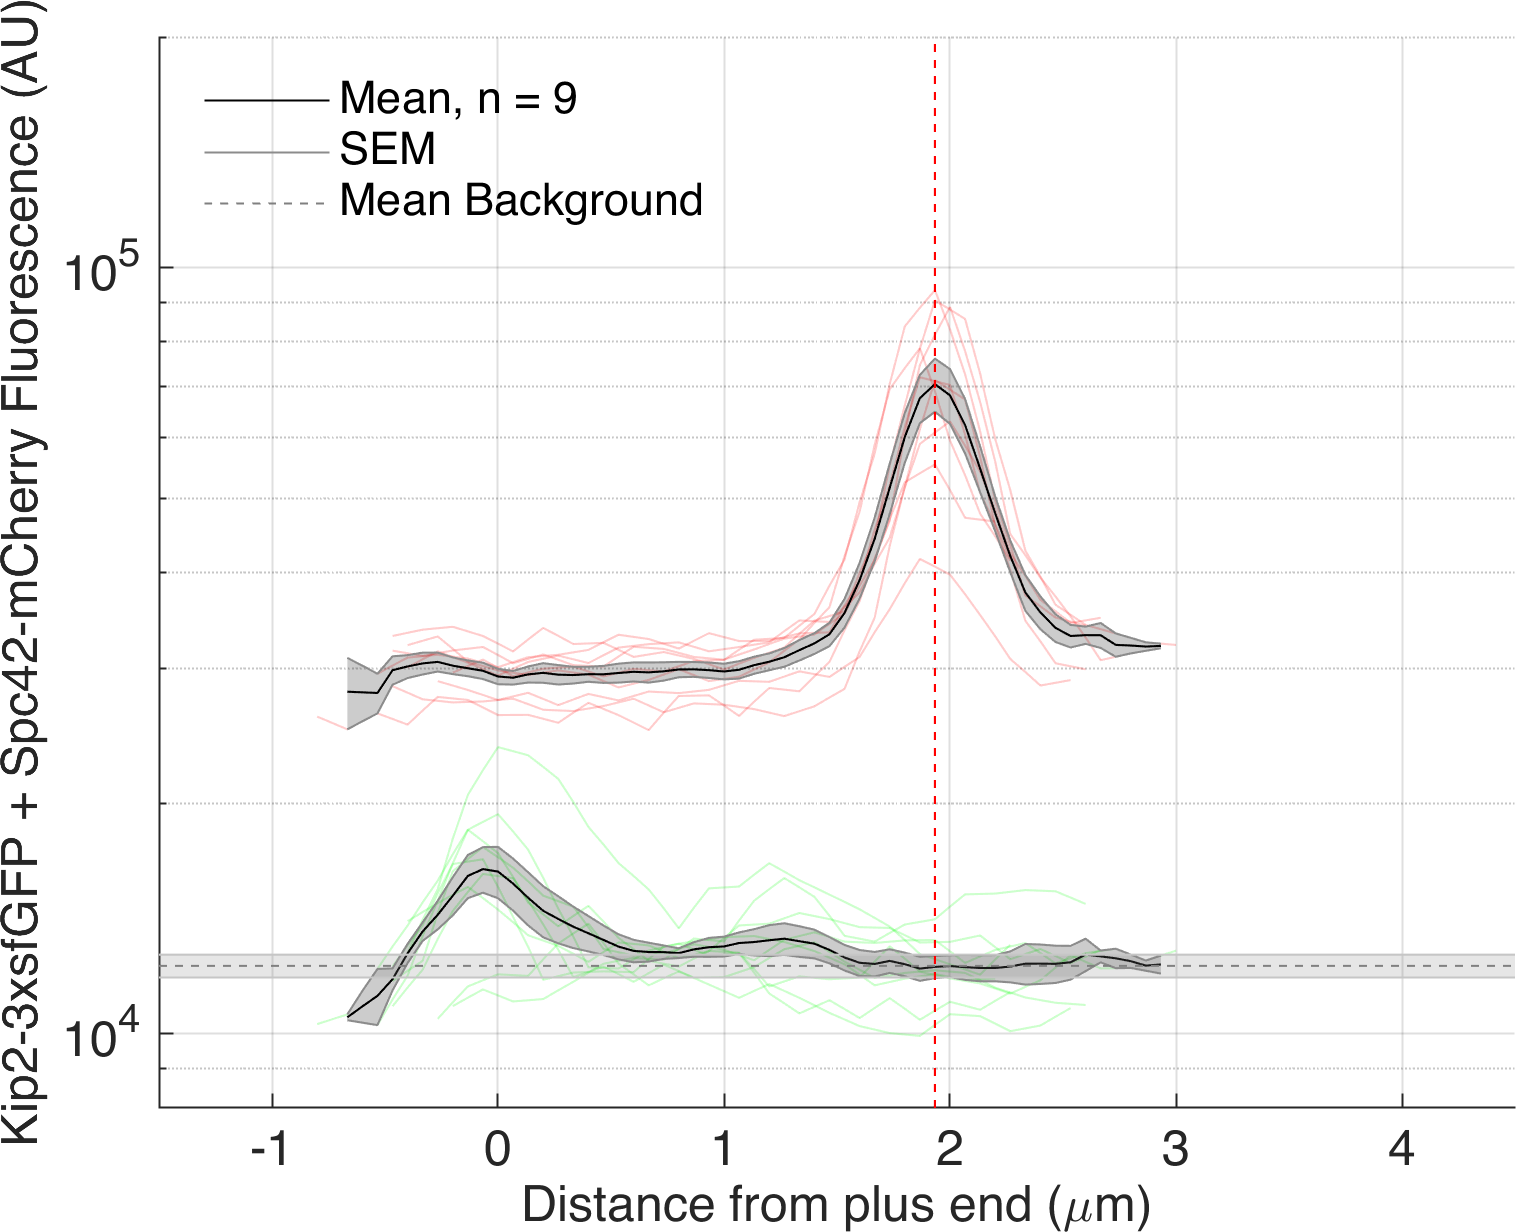 Kip2-3xsfGFP + Spc42-mCherry Fluorescence (AU)
Mean, n = 9
SEM
Mean Background
10^5
10^4
-1 0 1 2 3 4
Distance from plus end (μm)